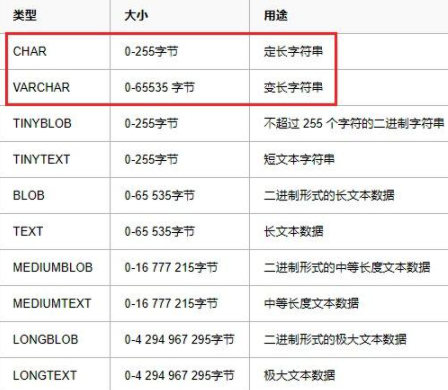 类型 大小 用途
CHAR 0-255字节 定长字符串
VARCHAR 0-65535 字节 变长字符串
TINYBLOB 0-255字节 不超过 255 个字符的二进制字符串
TINYTEXT 0-255字节 短文本字符串
BLOB 0-65 535字节 二进制形式的长文本数据
TEXT 0-65 535字节 长文本数据
MEDIUMBLOB 0-16 777 215字节 二进制形式的中等长度文本数据
MEDIUMTEXT 0-16 777 215字节 中等长度文本数据
LONGBLOB 0-4 294 967 295字节 二进制形式的极大文本数据
LONGTEXT 0-4 294 967 295字节 极大文本数据